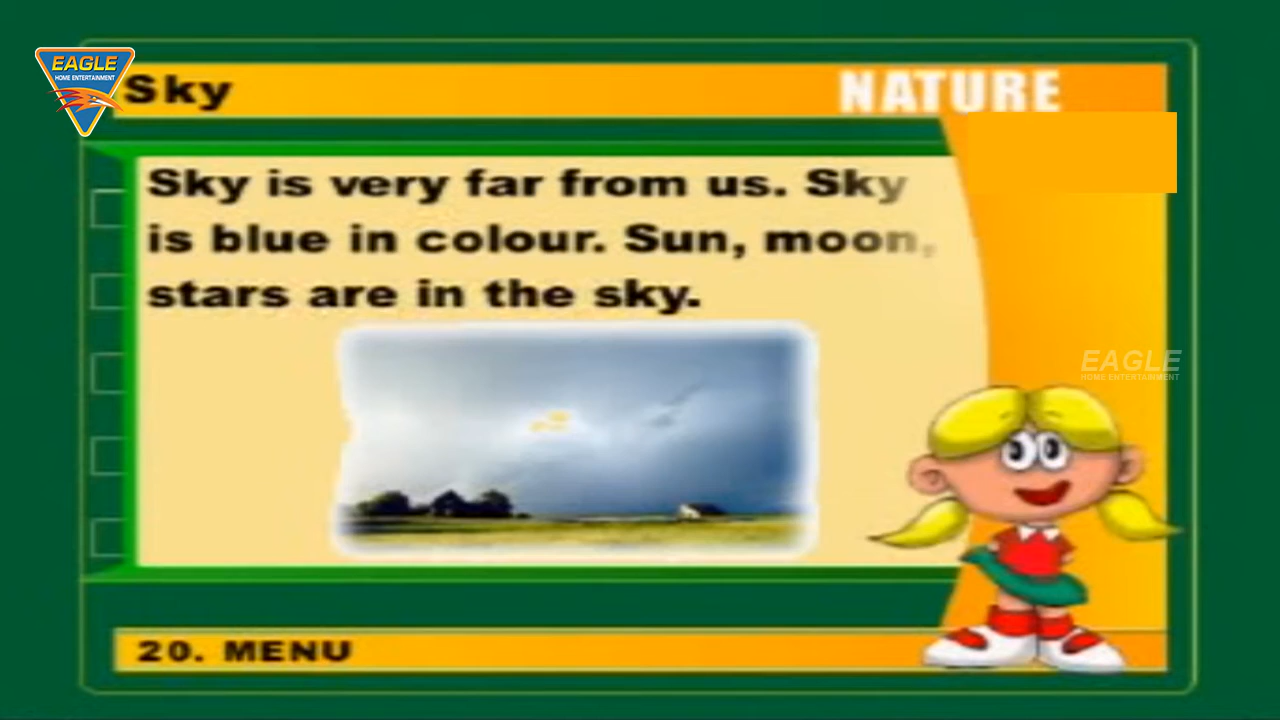 EAGLE
HOME ENTERTAINMENT
Sky
NATURE
Sky is very far from us. Sky
is blue in colour. Sun, moon,
stars are in the sky.
EAGLE
HOME ENTERTAINMENT
20. MENU